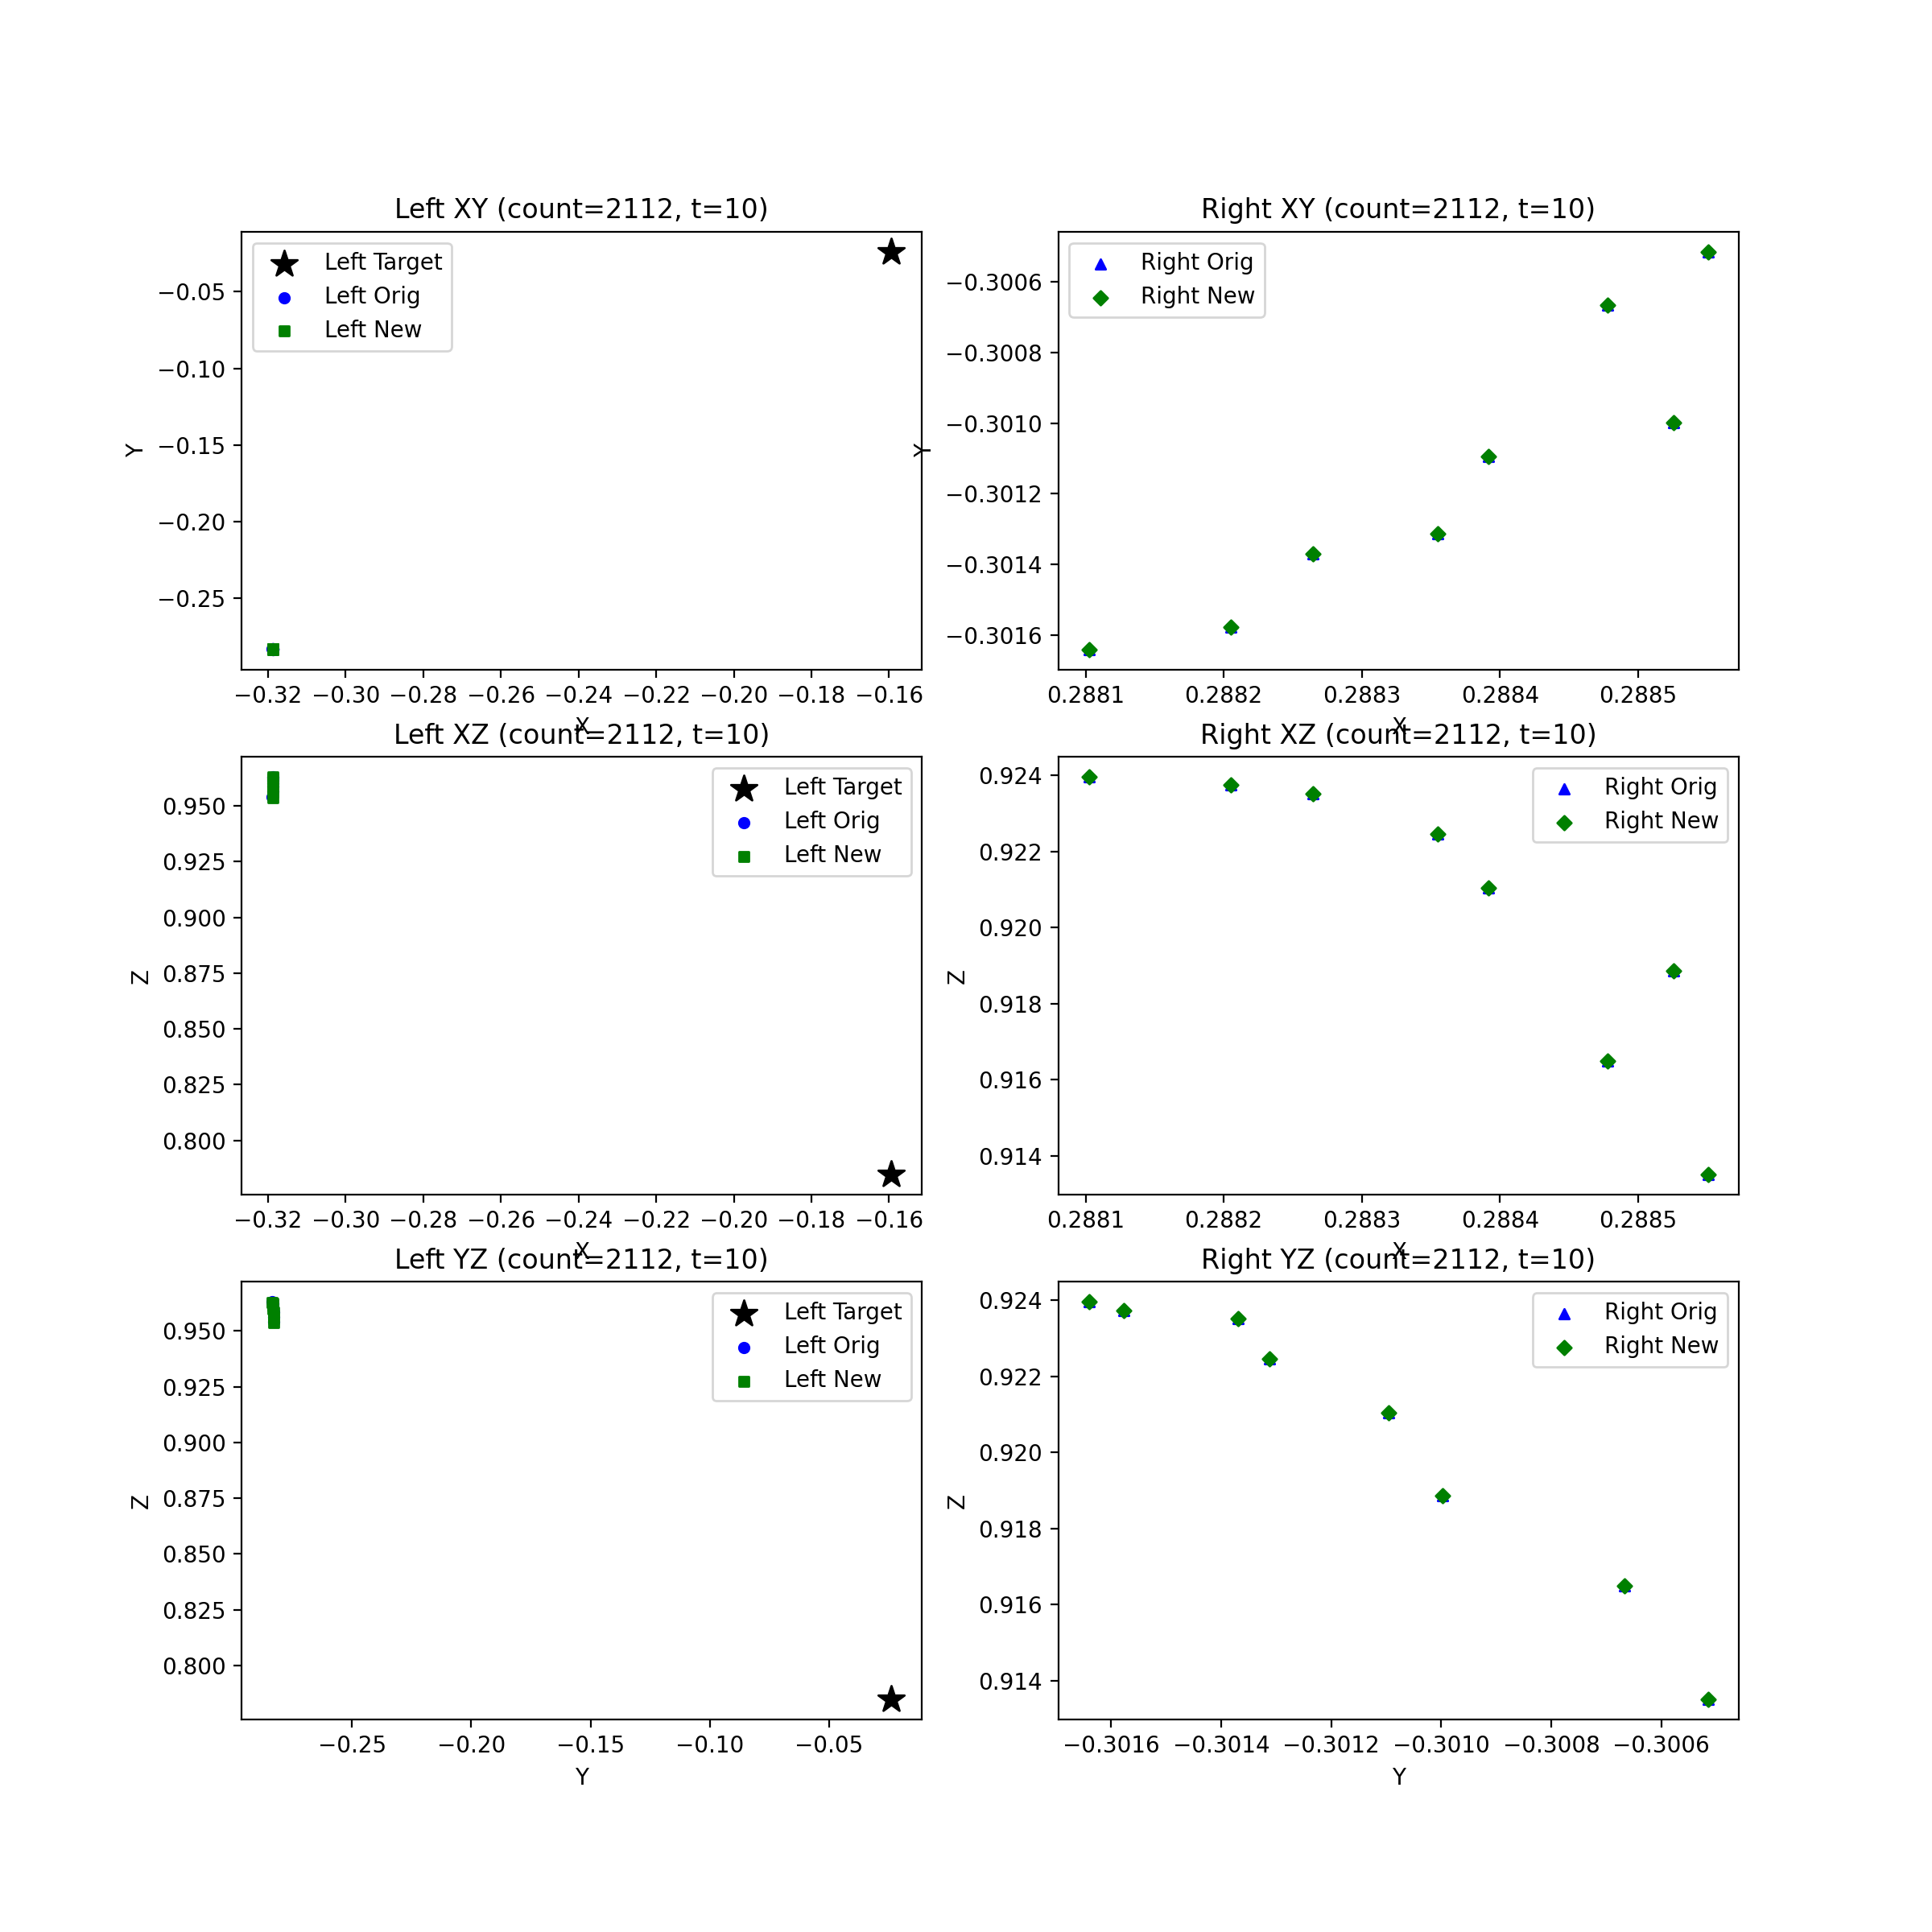 Left XY (count=2112, t=10)
Left Target
Left Orig
Left New
Y
−0.05
−0.10
−0.15
−0.20
−0.25
−0.32 −0.30 −0.28 −0.26 −0.24 −0.22 −0.20 −0.18 −0.16
X
Right XY (count=2112, t=10)
Right Orig
Right New
Y
−0.3006
−0.3008
−0.3010
−0.3012
−0.3014
−0.3016
0.2881 0.2882 0.2883 0.2884 0.2885
X
Left XZ (count=2112, t=10)
Left Target
Left Orig
Left New
Z
0.950
0.925
0.900
0.875
0.850
0.825
0.800
−0.32 −0.30 −0.28 −0.26 −0.24 −0.22 −0.20 −0.18 −0.16
X
Right XZ (count=2112, t=10)
Right Orig
Right New
Z
0.924
0.922
0.920
0.918
0.916
0.914
0.2881 0.2882 0.2883 0.2884 0.2885
X
Left YZ (count=2112, t=10)
Left Target
Left Orig
Left New
Z
0.950
0.925
0.900
0.875
0.850
0.825
0.800
−0.25 −0.20 −0.15 −0.10 −0.05
Y
Right YZ (count=2112, t=10)
Right Orig
Right New
Z
0.924
0.922
0.920
0.918
0.916
0.914
−0.3016 −0.3014 −0.3012 −0.3010 −0.3008 −0.3006
Y